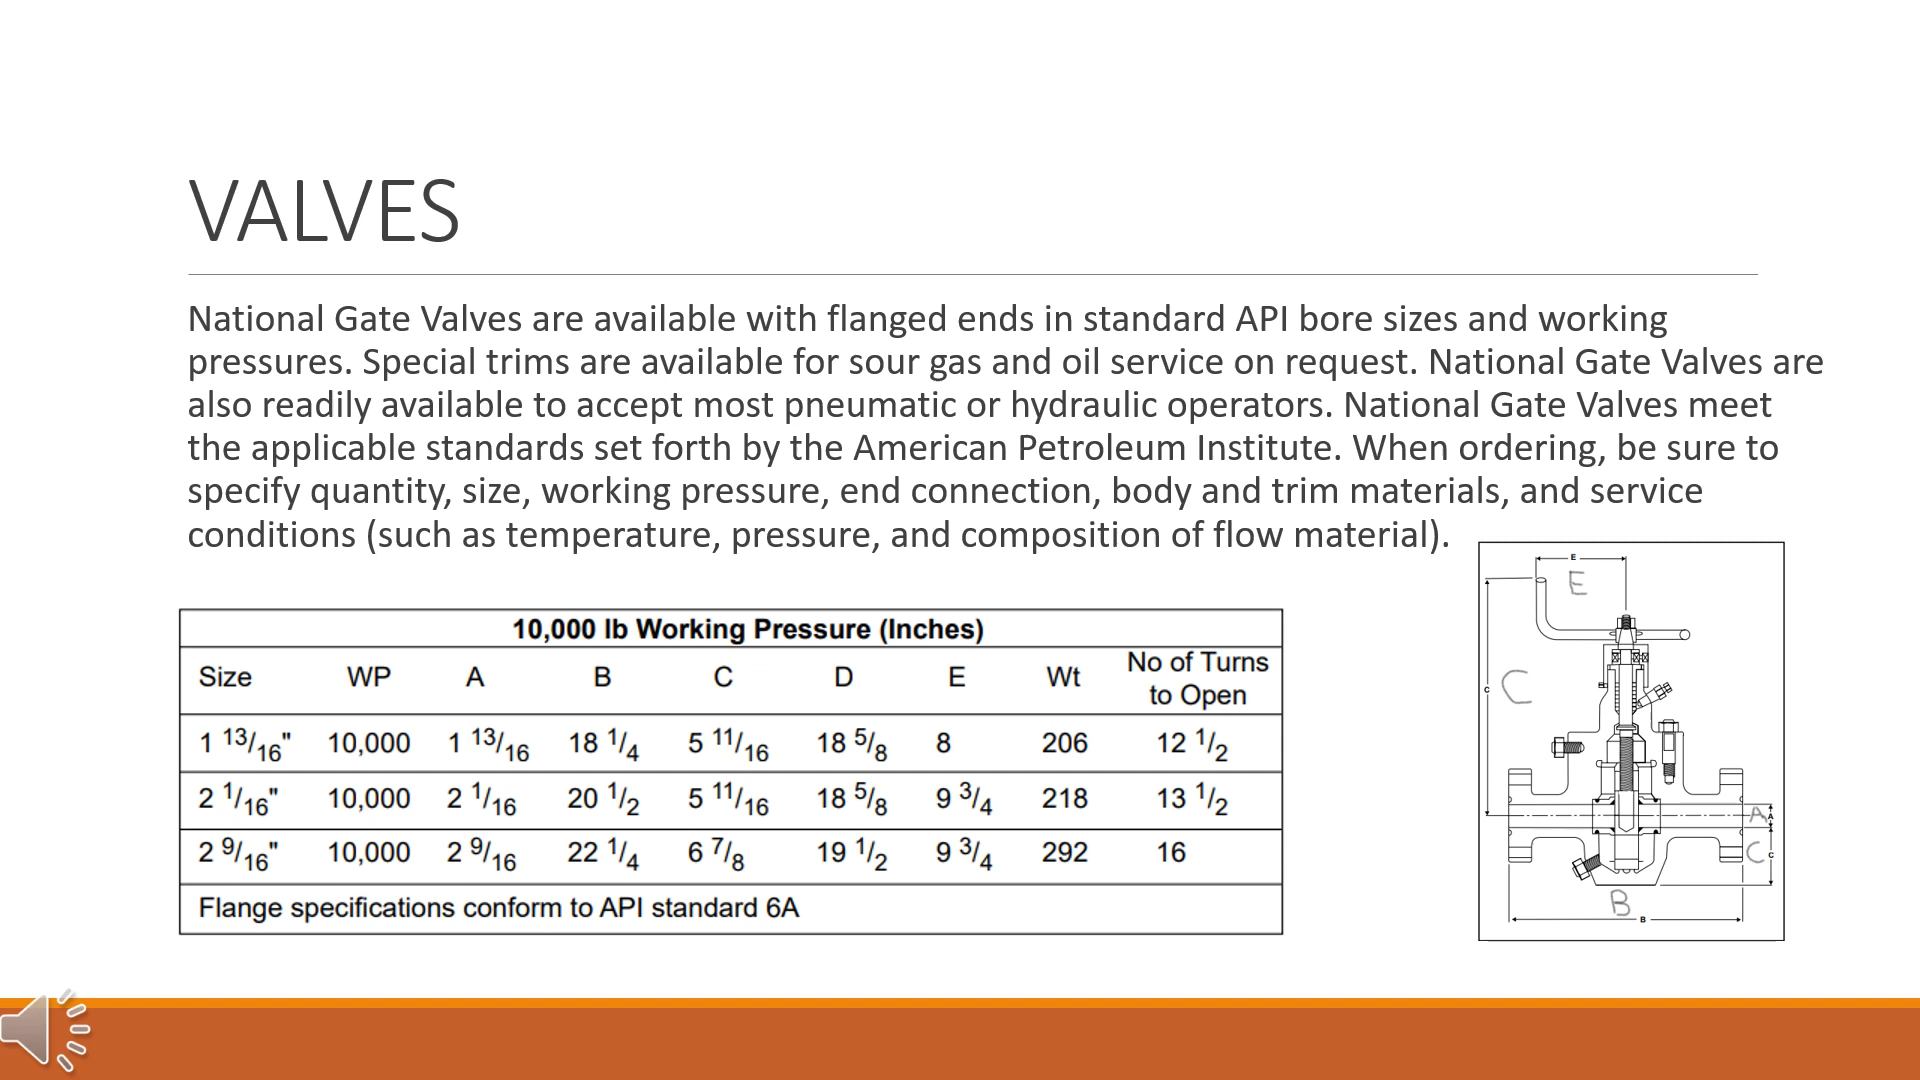 VALVES
National Gate Valves are available with flanged ends in standard API bore sizes and working
pressures. Special trims are available for sour gas and oil service on request. National Gate Valves are
also readily available to accept most pneumatic or hydraulic operators. National Gate Valves meet
the applicable standards set forth by the American Petroleum Institute. When ordering, be sure to
specify quantity, size, working pressure, end connection, body and trim materials, and service
conditions (such as temperature, pressure, and composition of flow material).
10,000 lb Working Pressure (Inches)
Size WP A B C D E Wt No of Turns to Open
1 13/16" 10,000 1 13/16 18 1/4 5 11/16 18 5/8 8 206 12 1/2
2 1/16" 10,000 2 1/16 20 1/2 5 11/16 18 5/8 9 3/4 218 13 1/2
2 9/16" 10,000 2 9/16 22 1/4 6 7/8 19 1/2 9 3/4 292 16
Flange specifications conform to API standard 6A
E
E
C C
A A
C C
B
B